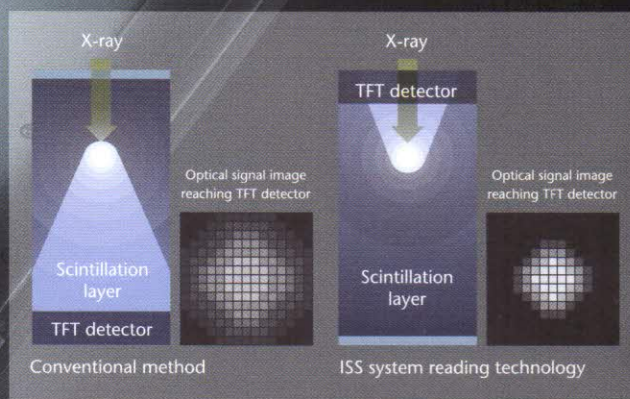 X-ray
Optical signal image
reaching TFT detector
Scintillation
layer
TFT detector
Conventional method
X-ray
TFT detector
Optical signal image
reaching TFT detector
Scintillation
layer
ISS system reading technology